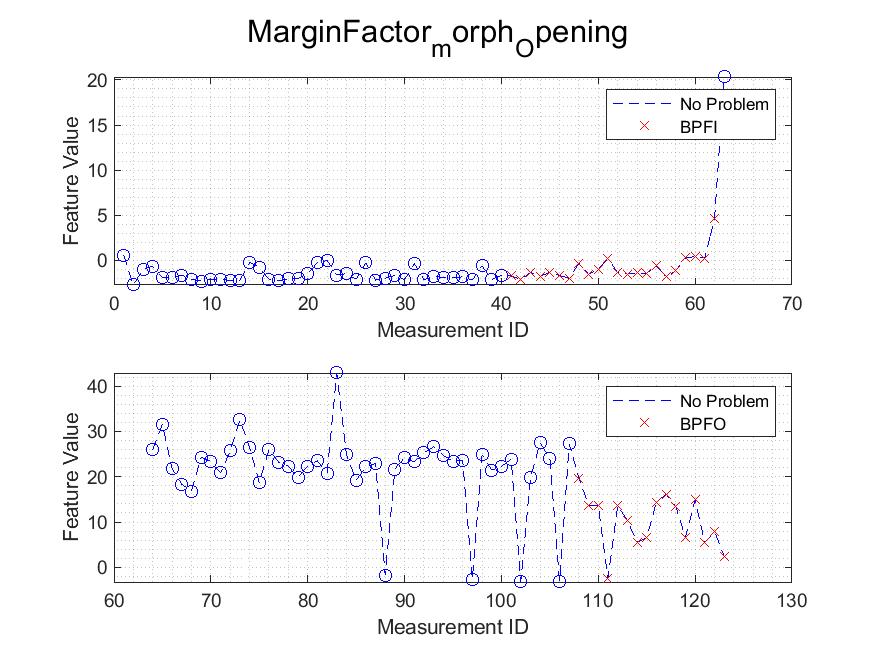 MarginFactor_morph_Opening
20
15
10
5
0
Feature Value
No Problem
BPFI
0 10 20 30 40 50 60 70
Measurement ID
40
30
20
10
0
Feature Value
No Problem
BPFO
60 70 80 90 100 110 120 130
Measurement ID